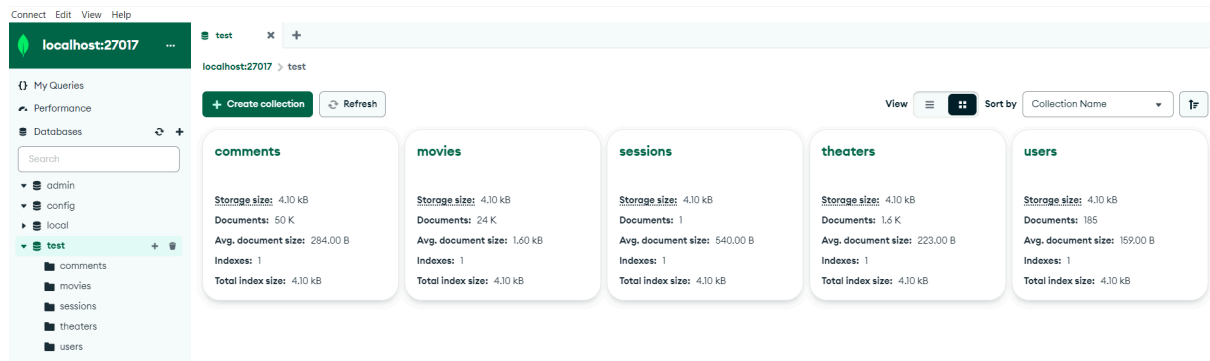 Connect Edit View Help
localhost:27017 ...
{} My Queries
Performance
Databases
Search
admin
config
local
test
comments
movies
sessions
theaters
users
test
localhost:27017 > test
+ Create collection Refresh
View Sort by Collection Name
comments
Storage size: 4.10 kB
Documents: 50 K
Avg. document size: 284.00 B
Indexes: 1
Total index size: 4.10 kB
movies
Storage size: 4.10 kB
Documents: 24 K
Avg. document size: 1.60 kB
Indexes: 1
Total index size: 4.10 kB
sessions
Storage size: 4.10 kB
Documents: 1
Avg. document size: 540.00 B
Indexes: 1
Total index size: 4.10 kB
theaters
Storage size: 4.10 kB
Documents: 1.6 K
Avg. document size: 223.00 B
Indexes: 1
Total index size: 4.10 kB
users
Storage size: 4.10 kB
Documents: 185
Avg. document size: 159.00 B
Indexes: 1
Total index size: 4.10 kB